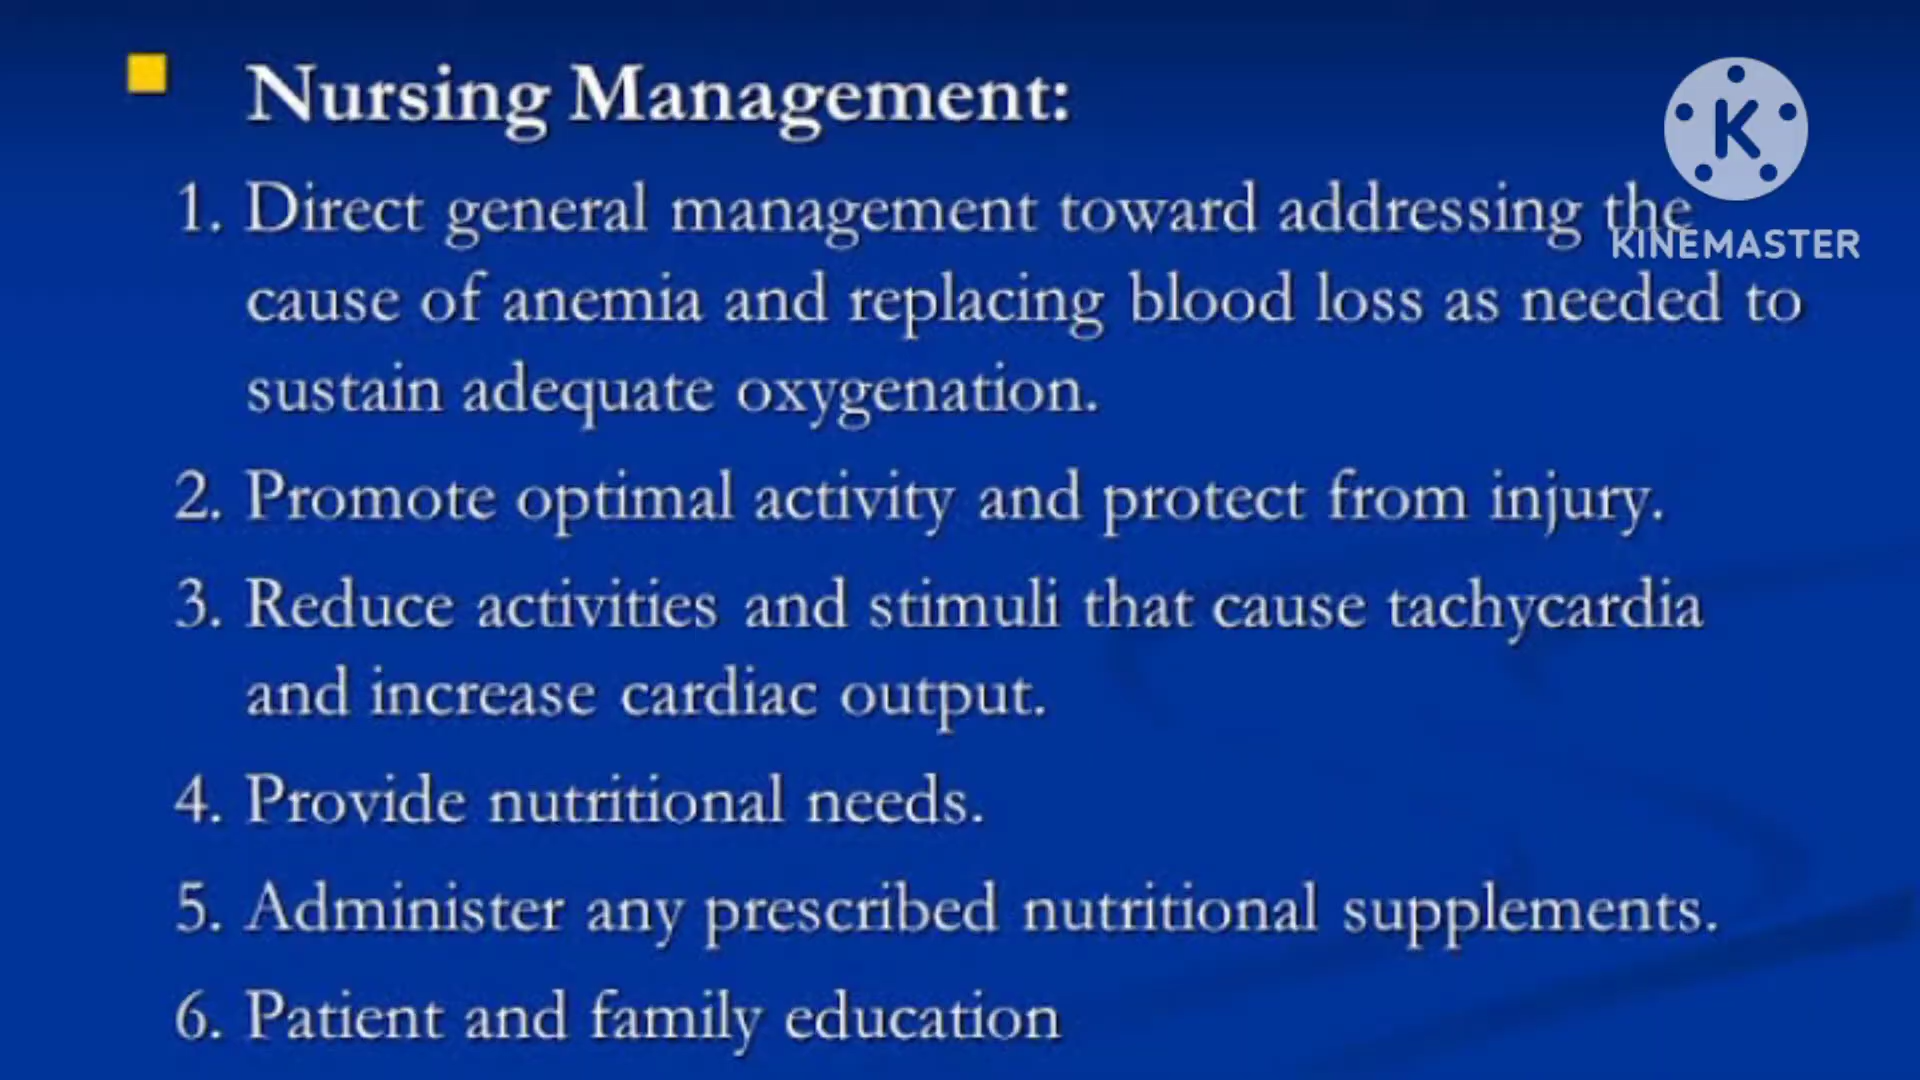 Nursing Management:
1. Direct general management toward addressing the
cause of anemia and replacing blood loss as needed to
sustain adequate oxygenation.
2. Promote optimal activity and protect from injury.
3. Reduce activities and stimuli that cause tachycardia
and increase cardiac output.
4. Provide nutritional needs.
5. Administer any prescribed nutritional supplements.
6. Patient and family education
K
KINEMASTER